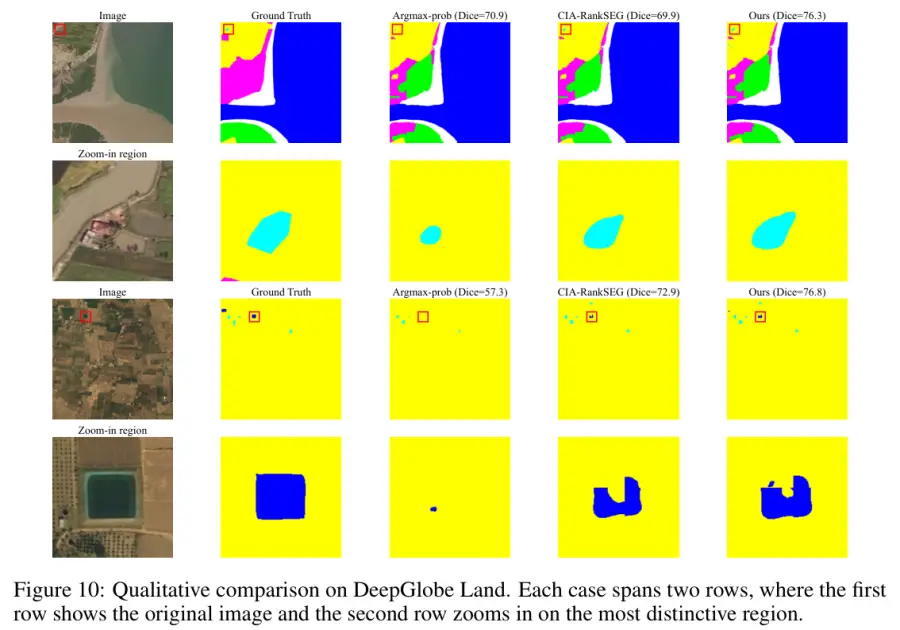 Image
Ground Truth
Argmax-prob (Dice=70.9)
CIA-RankSEG (Dice=69.9)
Ours (Dice=76.3)
Zoom-in region
Image
Ground Truth
Argmax-prob (Dice=57.3)
CIA-RankSEG (Dice=72.9)
Ours (Dice=76.8)
Zoom-in region
Figure 10: Qualitative comparison on DeepGlobe Land. Each case spans two rows, where the first
row shows the original image and the second row zooms in on the most distinctive region.